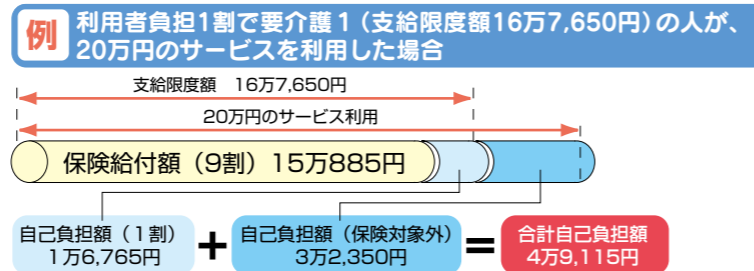 例
利用者負担1割で要介護1(支給限度額16万7,650円)の人が、
20万円のサービスを利用した場合
支給限度額 16万7,650円
20万円のサービス利用
保険給付額(9割)15万885円
自己負担額(1割)
1万6,765円
+
自己負担額(保険対象外)
3万2,350円
=
合計自己負担額
4万9,115円